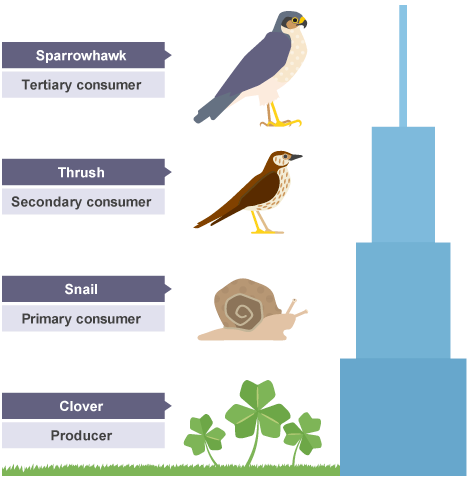 Sparrowhawk
Tertiary consumer
Thrush
Secondary consumer
Snail
Primary consumer
Clover
Producer